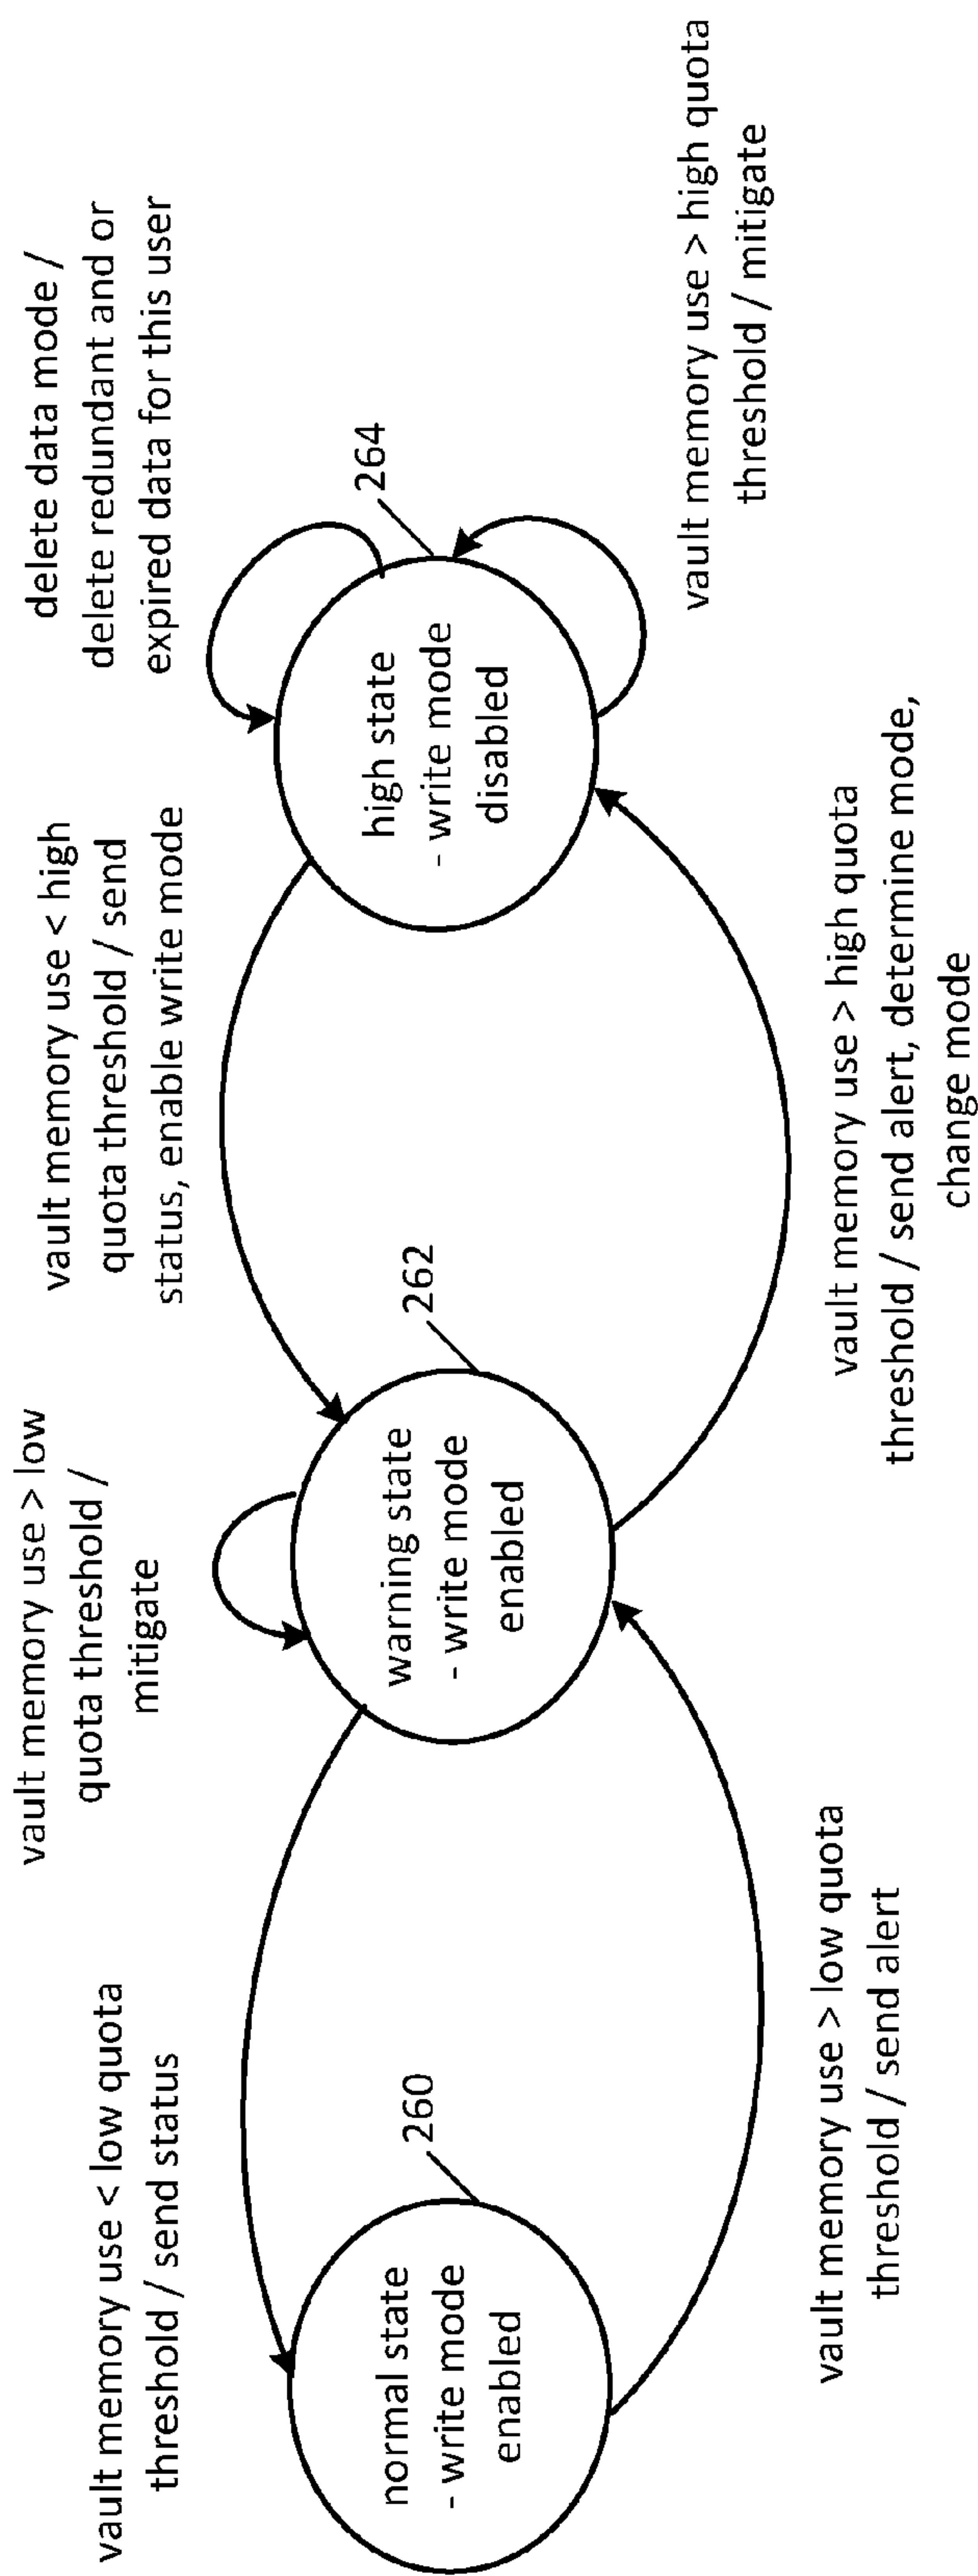 vault memory use < low quota
threshold / send status
vault memory use > low
quota threshold /
mitigate
vault memory use < high
quota threshold / send
status, enable write mode
delete data mode /
delete redundant and or
expired data for this user
260
262
264
normal state
- write mode
enabled
warning state
- write mode
enabled
high state
- write mode
disabled
vault memory use > low quota
threshold / send alert
vault memory use > high quota
threshold / send alert, determine mode,
change mode
vault memory use > high quota
threshold / mitigate